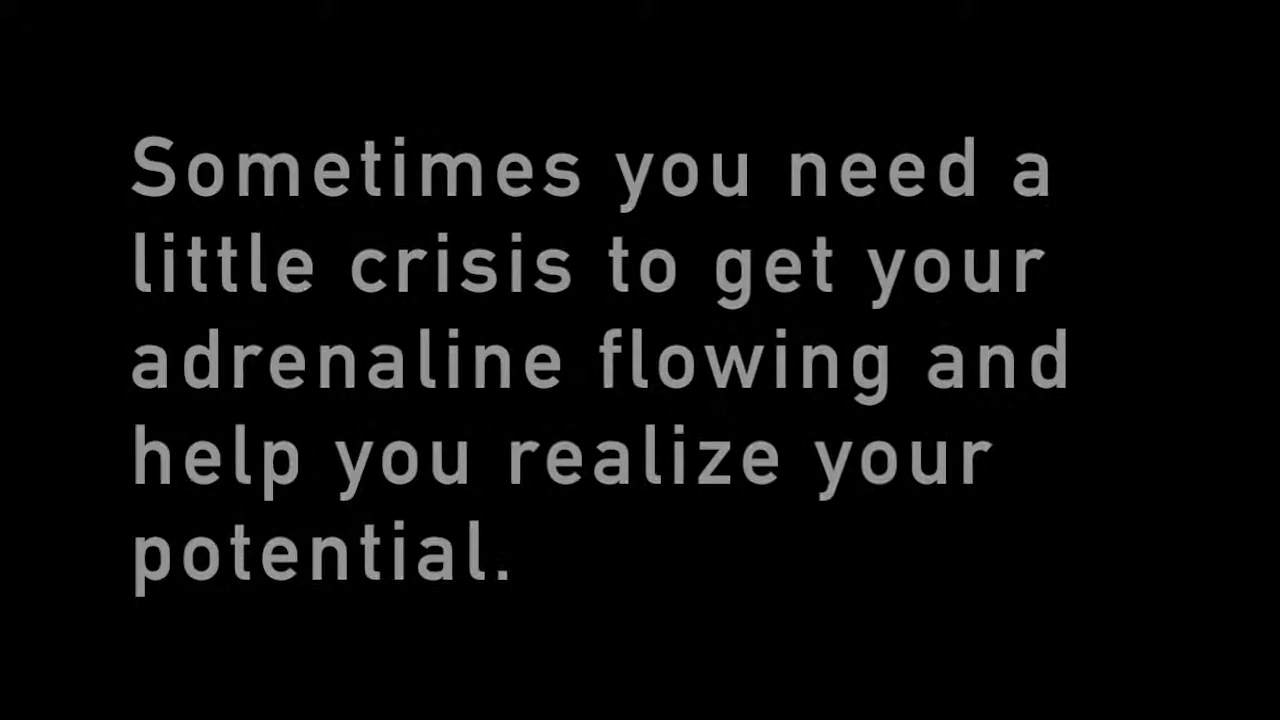 Sometimes you need a
little crisis to get your
adrenaline flowing and
help you realize your
potential.